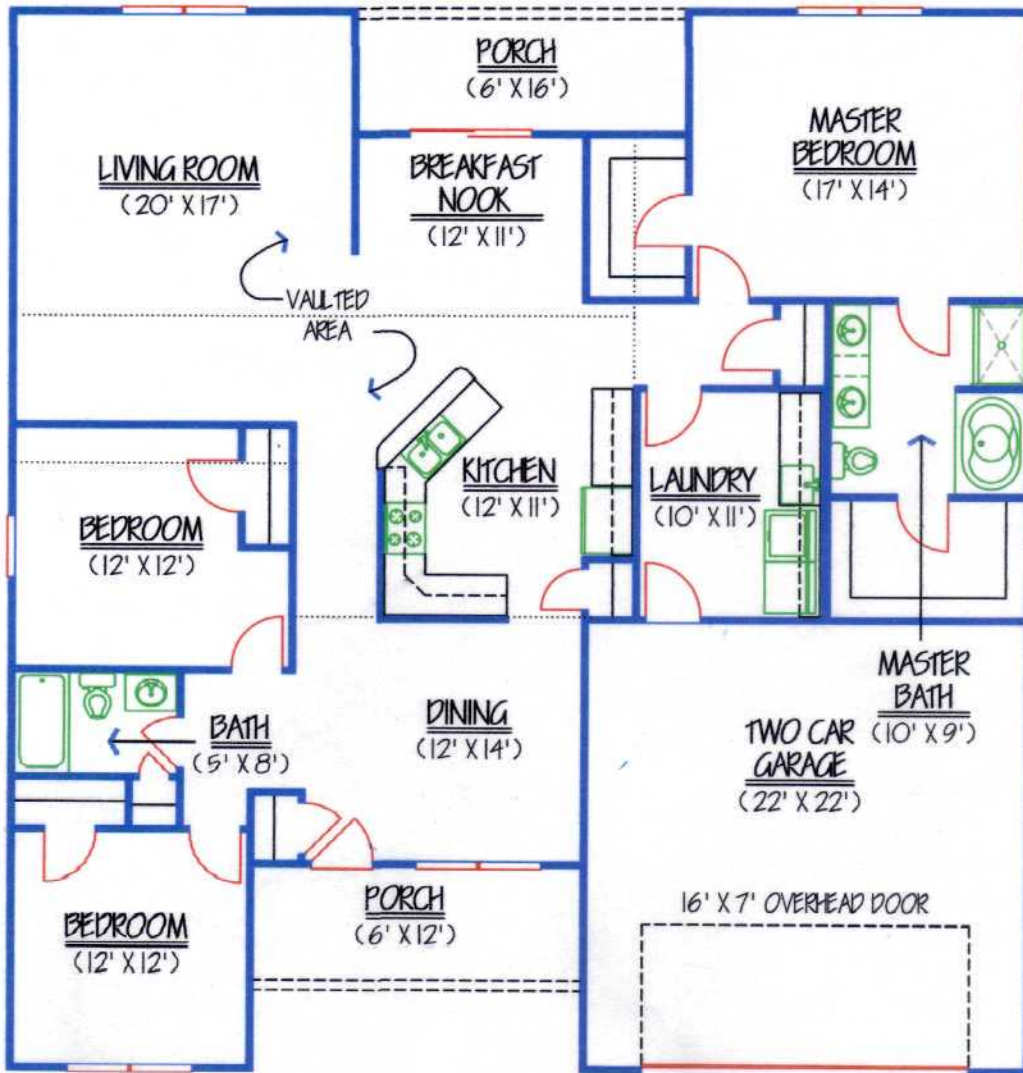 PORCH
(6' X 16')
MASTER
BEDROOM
(17' X 14')
LIVING ROOM
(20' X 17')
BREAKFAST
NOOK
(12' X 11')
VAULTED
AREA
KITCHEN
(12' X 11')
LAUNDRY
(10' X 11')
BEDROOM
(12' X 12')
MASTER
BATH
(10' X 9')
BATH
(5' X 8')
DINING
(12' X 14')
TWO CAR
GARAGE
(22' X 22')
PORCH
(6' X 12')
16' X 7' OVERHEAD DOOR
BEDROOM
(12' X 12')